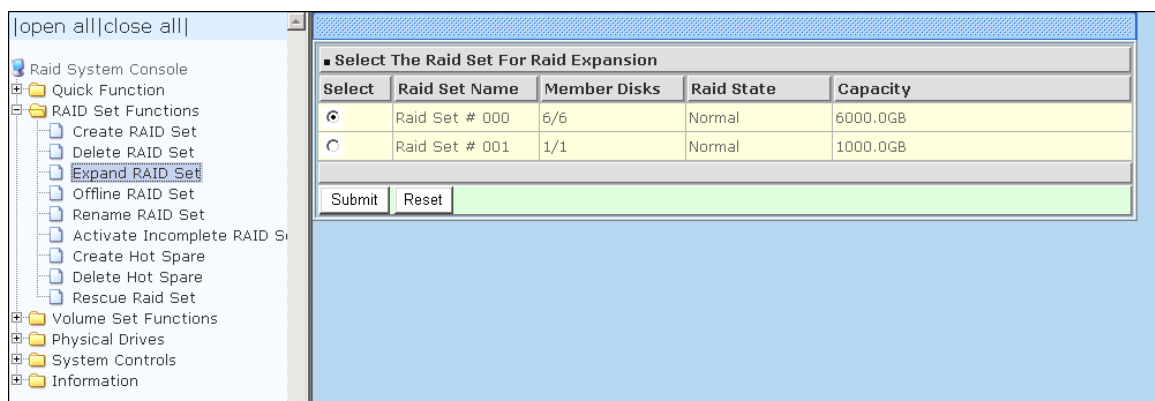 |open all|close all|
Raid System Console
Quick Function
RAID Set Functions
Create RAID Set
Delete RAID Set
Expand RAID Set
Offline RAID Set
Rename RAID Set
Activate Incomplete RAID
Create Hot Spare
Delete Hot Spare
Rescue Raid Set
Volume Set Functions
Physical Drives
System Controls
Information
Select The Raid Set For Raid Expansion
Select Raid Set Name Member Disks Raid State Capacity
Raid Set # 000 6/6 Normal 6000.0GB
Raid Set # 001 1/1 Normal 1000.0GB
Submit Reset